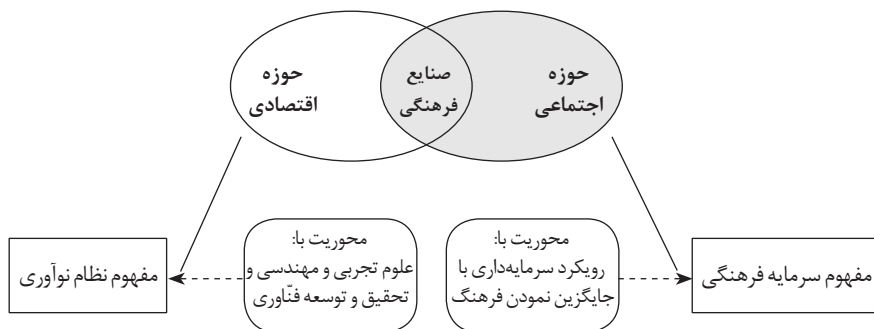 حوزه
اجتماعی
صنایع
فرهنگی
حوزه
اقتصادی
مفهوم سرمایه فرهنگی
محوریت با:
رویکرد سرمایه‌داری با
جایگزین نمودن فرهنگ
محوریت با:
علوم تجربی و مهندسی و
تحقیق و توسعه فنّاوری
مفهوم نظام نوآوری